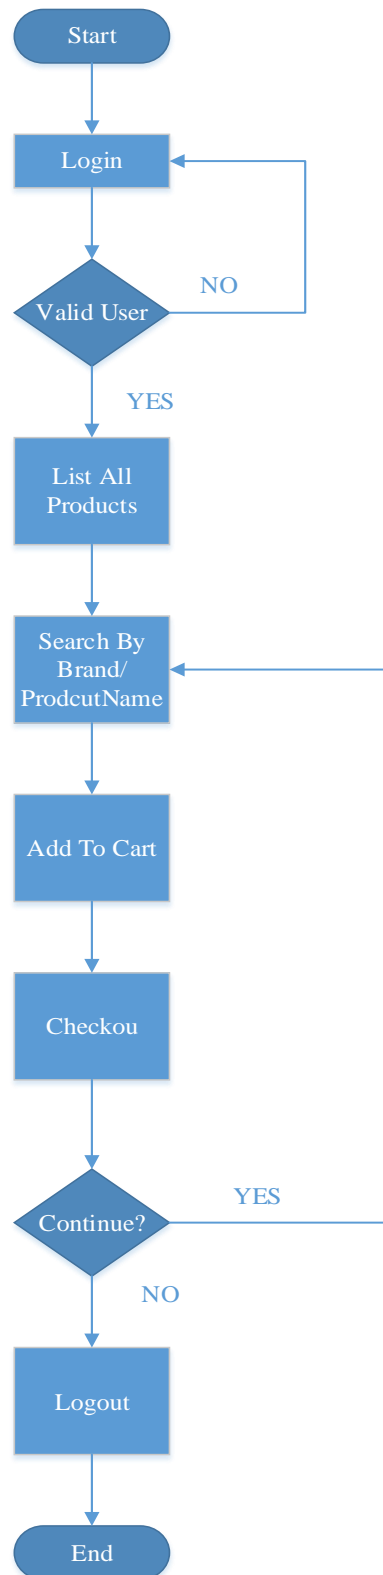 Start
Login
NO
Valid User
YES
List All
Products
Search By
Brand/
ProdcutName
Add To Cart
Checkou
YES
Continue?
NO
Logout
End